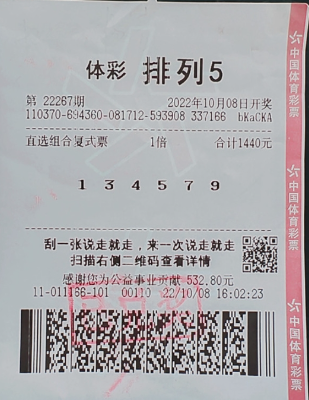 体彩 排列5
第 22267期 2022年10月08日开奖
110370-694360-081712-593908 337166 bKaCKA
直选组合复式票 1倍 合计1440元
1 3 4 5 7 9
刮一张说走就走，来一次说走就走
扫描右侧二维码查看详情
感谢您为公益事业贡献 532.80元
11-011166-101 00110 22/10/08 16:02:23
中国体育彩票
中国体育彩票
中国体育彩票